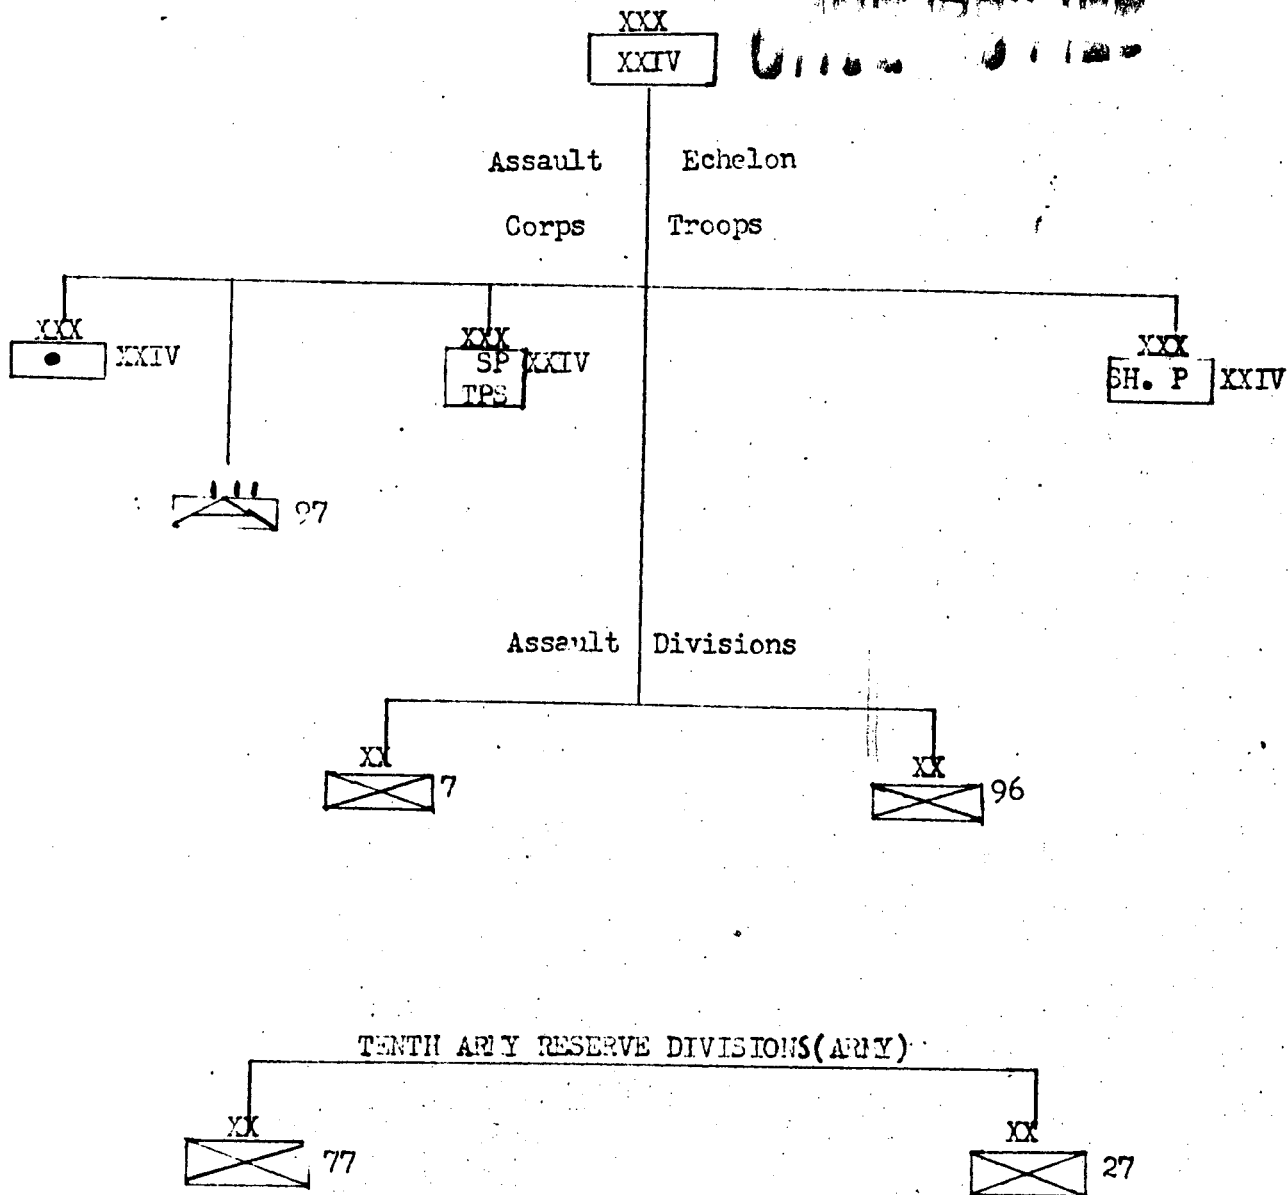 XXX
XXIV
Assault Echelon
Corps Troops
XXX
XXIV
XXX
SP XXIV
TPS
XXX
SH. P XXIV
97
Assault Divisions
XX
7
XX
96
TENTH ARMY RESERVE DIVISIONS(ARMY)
XX
77
XX
27